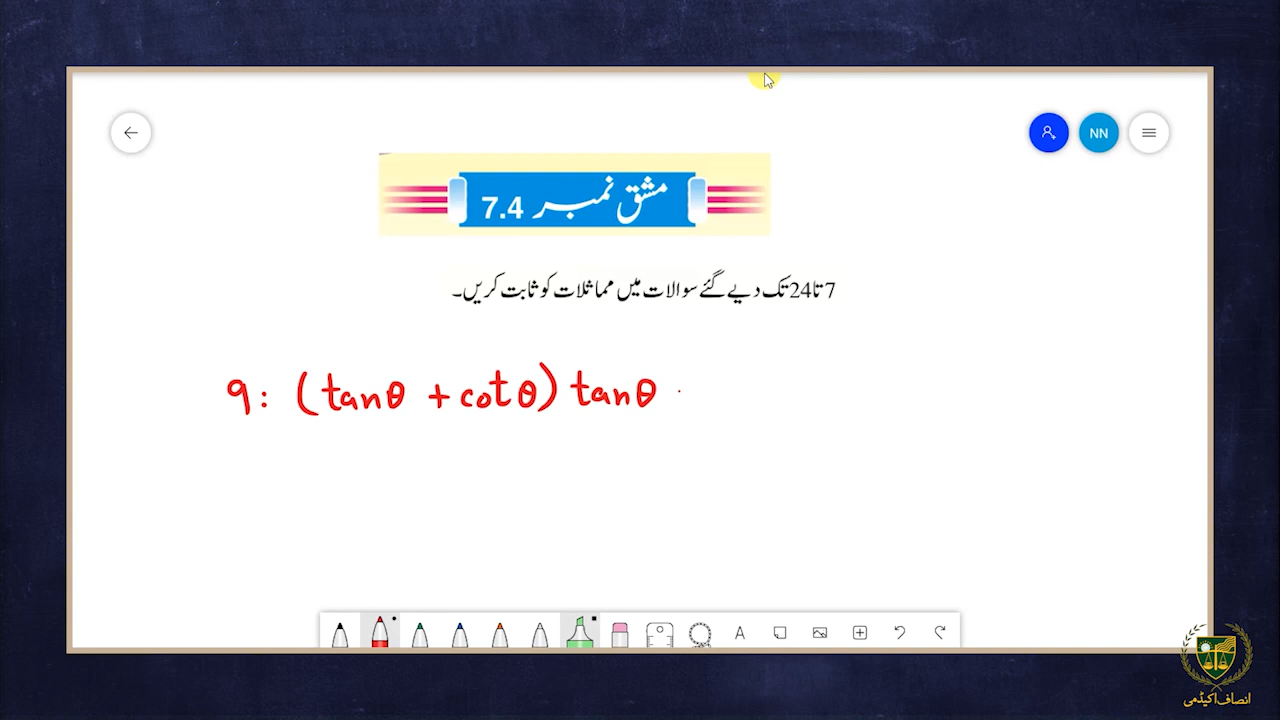 NN
مشق نمبر 7.4
7 تا 24 تک دیے گئے سوالات میں مماثلات کو ثابت کریں۔
9: (tanθ + cotθ) tanθ
A
انصاف اکیڈمی